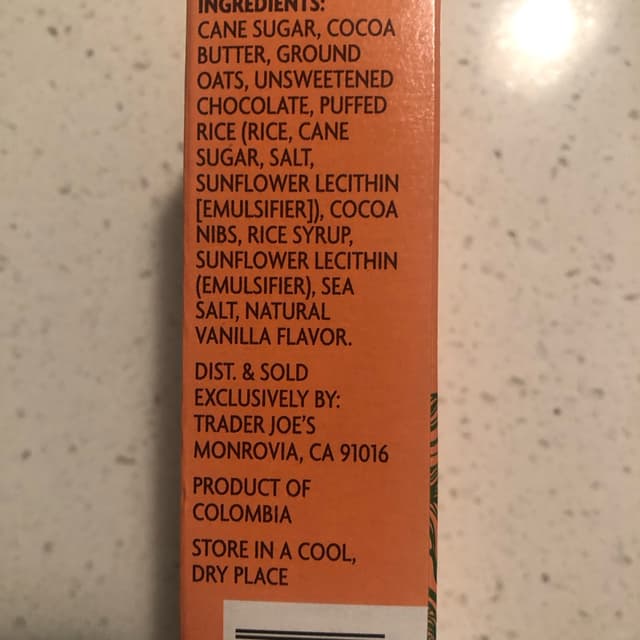 INGREDIENTS:
CANE SUGAR, COCOA
BUTTER, GROUND
OATS, UNSWEETENED
CHOCOLATE, PUFFED
RICE (RICE, CANE
SUGAR, SALT,
SUNFLOWER LECITHIN
[EMULSIFIER]), COCOA
NIBS, RICE SYRUP,
SUNFLOWER LECITHIN
(EMULSIFIER), SEA
SALT, NATURAL
VANILLA FLAVOR.
DIST. & SOLD
EXCLUSIVELY BY:
TRADER JOE'S
MONROVIA, CA 91016
PRODUCT OF
COLOMBIA
STORE IN A COOL,
DRY PLACE